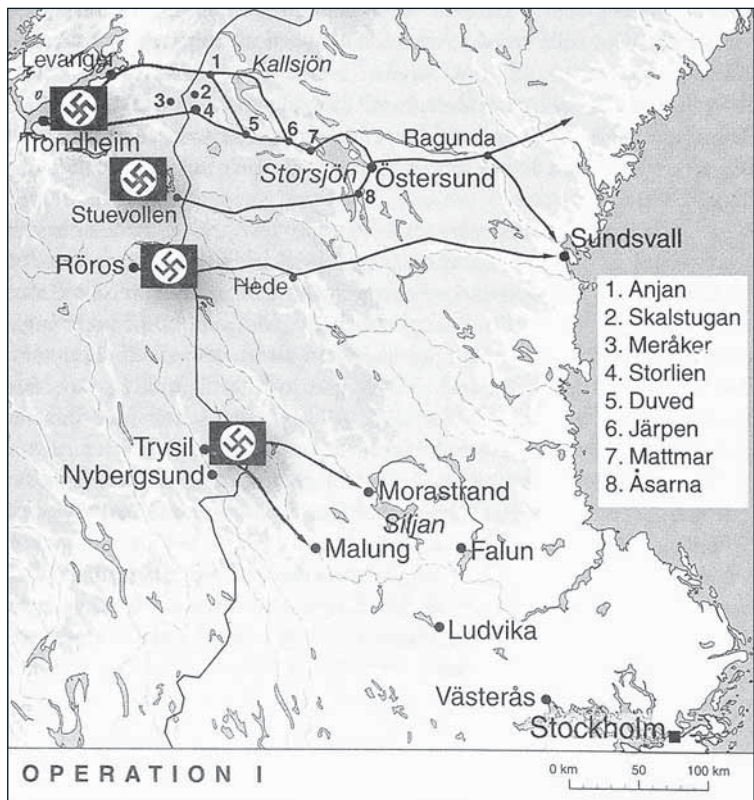 Levanger
1
Kallsjön
2
3
4
Trondheim
5
6
7
Ragunda
Storsjön
Östersund
8
Stuevollen
Sundsvall
Röros
Hede
1. Anjan
2. Skalstugan
3. Meråker
4. Storlien
5. Duved
6. Järpen
7. Mattmar
8. Åsarna
Trysil
Nybergsund
Morastrand
Siljan
Malung
Falun
Ludvika
Västerås
Stockholm
OPERATION I
0 km 50 100 km